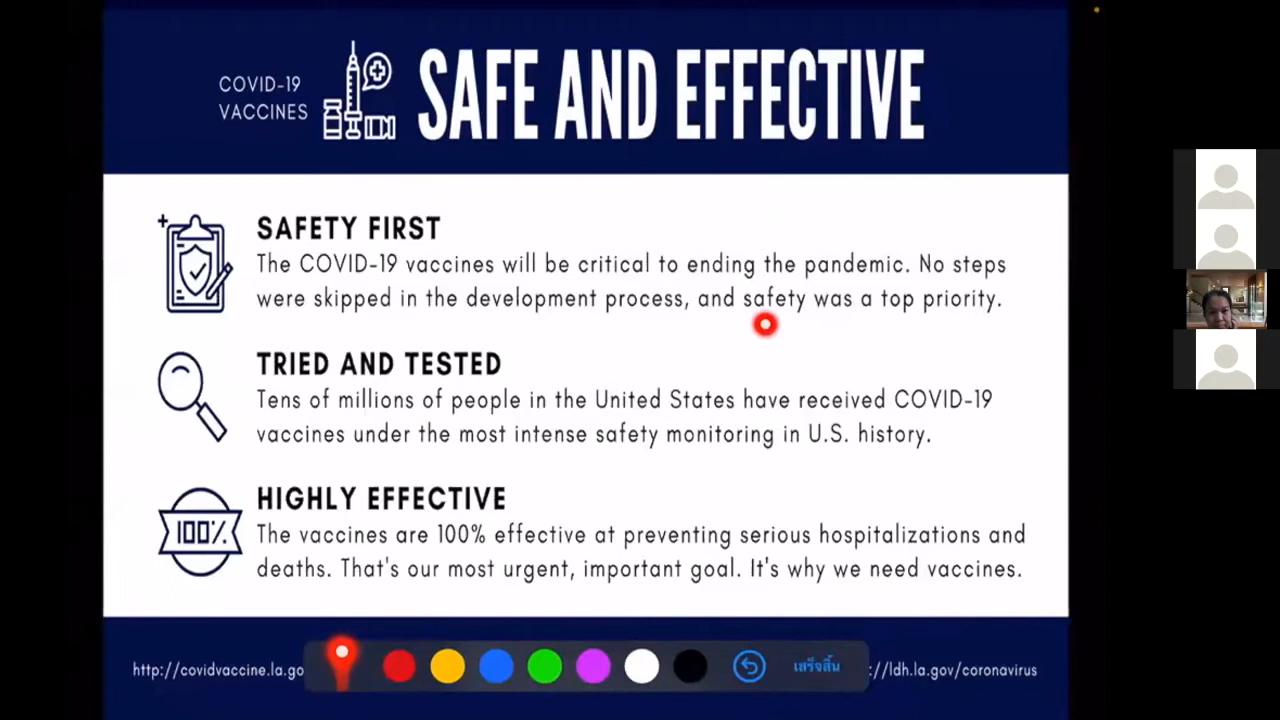 COVID-19
VACCINES
SAFE AND EFFECTIVE
SAFETY FIRST
The COVID-19 vaccines will be critical to ending the pandemic. No steps
were skipped in the development process, and safety was a top priority.
TRIED AND TESTED
Tens of millions of people in the United States have received COVID-19
vaccines under the most intense safety monitoring in U.S. history.
100%
HIGHLY EFFECTIVE
The vaccines are 100% effective at preventing serious hospitalizations and
deaths. That's our most urgent, important goal. It's why we need vaccines.
http://covidvaccine.la.go
เสร็จสิ้น
://ldh.la.gov/coronavirus